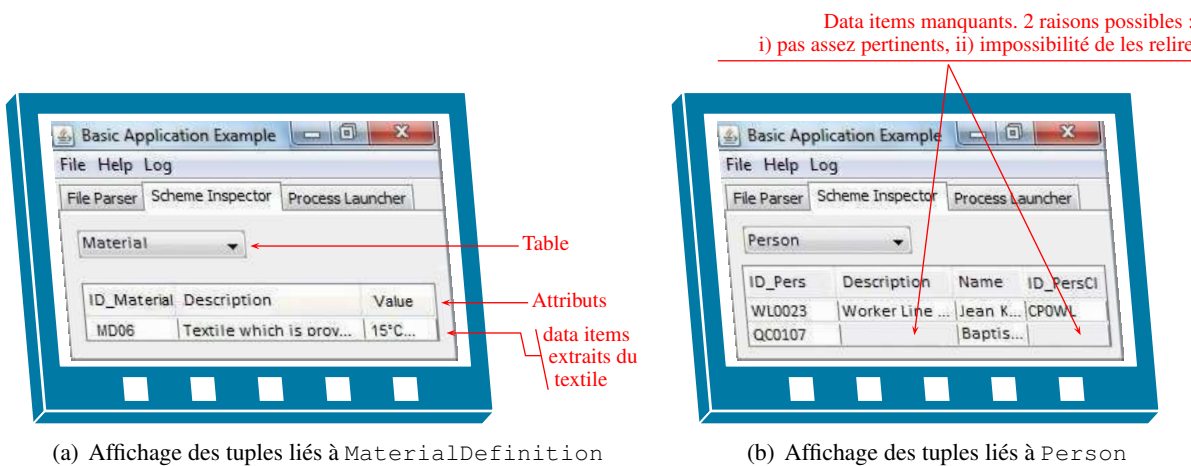 Data items manquants. 2 raisons possibles :
i) pas assez pertinents, ii) impossibilité de les relire
Basic Application Example
File Help Log
File Parser Scheme Inspector Process Launcher
Material
ID_Material Description Value
MD06 Textile which is prov... 15°C...
Table
Attributs
data items
extraits du
textile
(a) Affichage des tuples liés à MaterialDefinition
Basic Application Example
File Help Log
File Parser Scheme Inspector Process Launcher
Person
ID_Pers Description Name ID_PersCl
WL0023 Worker Line ... Jean K... CP0WL
QC0107 Baptis...
(b) Affichage des tuples liés à Person